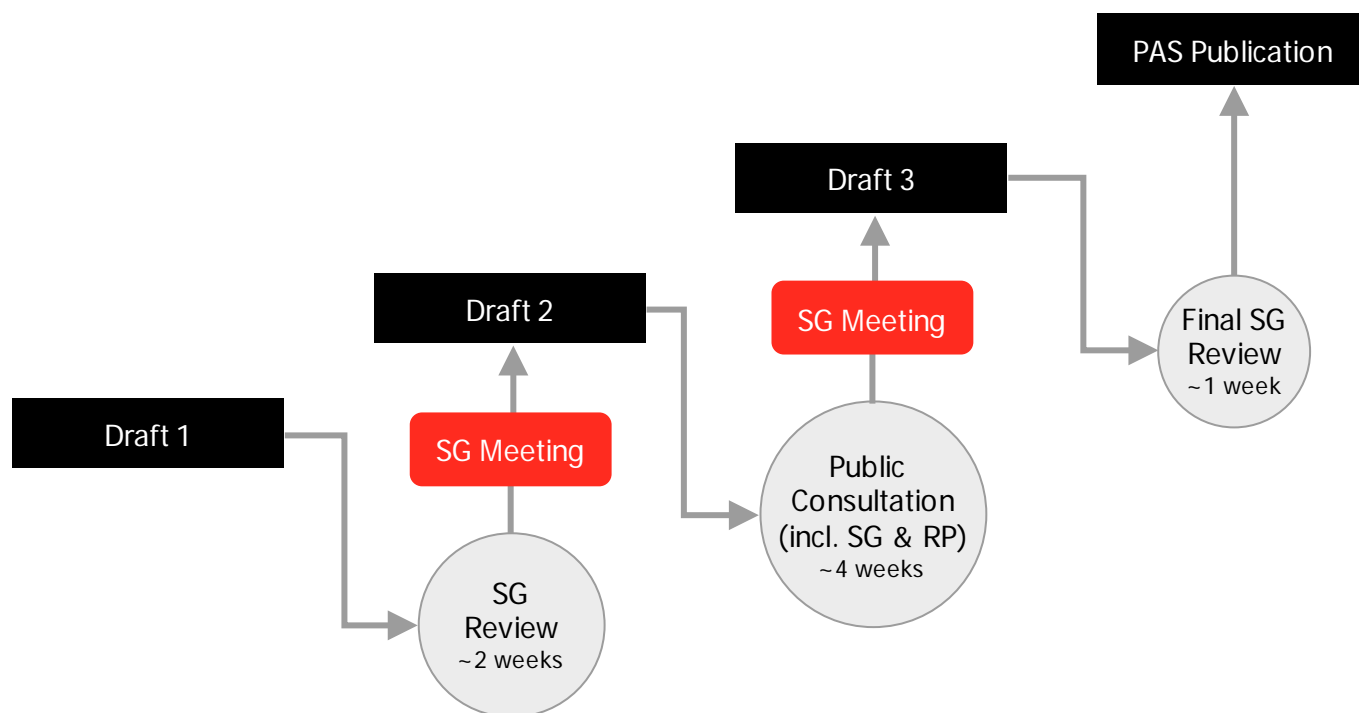 PAS Publication
Draft 3
Draft 2
SG Meeting
Final SG
Review
~1 week
Draft 1
SG Meeting
Public
Consultation
(incl. SG & RP)
~4 weeks
SG
Review
~2 weeks